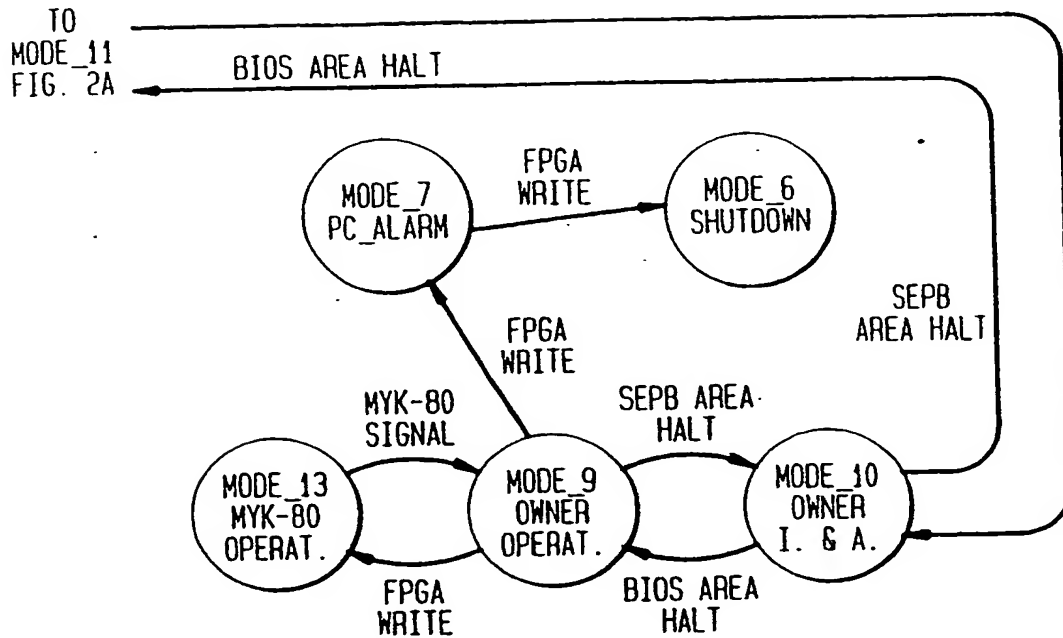 TO
MODE_11
FIG. 2A
BIOS AREA HALT
MODE_7
PC_ALARM
FPGA
WRITE
MODE_6
SHUTDOWN
SEPB
AREA HALT
FPGA
WRITE
MYK-80
SIGNAL
SEPB AREA
HALT
MODE_13
MYK-80
OPERAT.
MODE_9
OWNER
OPERAT.
MODE_10
OWNER
I. & A.
FPGA
WRITE
BIOS AREA
HALT